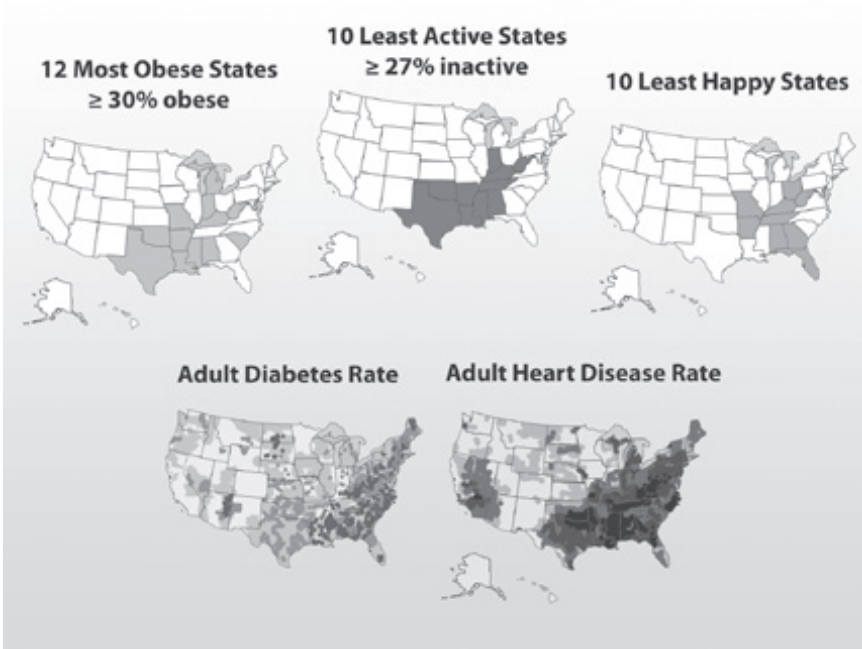 12 Most Obese States
≥ 30% obese
10 Least Active States
≥ 27% inactive
10 Least Happy States
Adult Diabetes Rate
Adult Heart Disease Rate